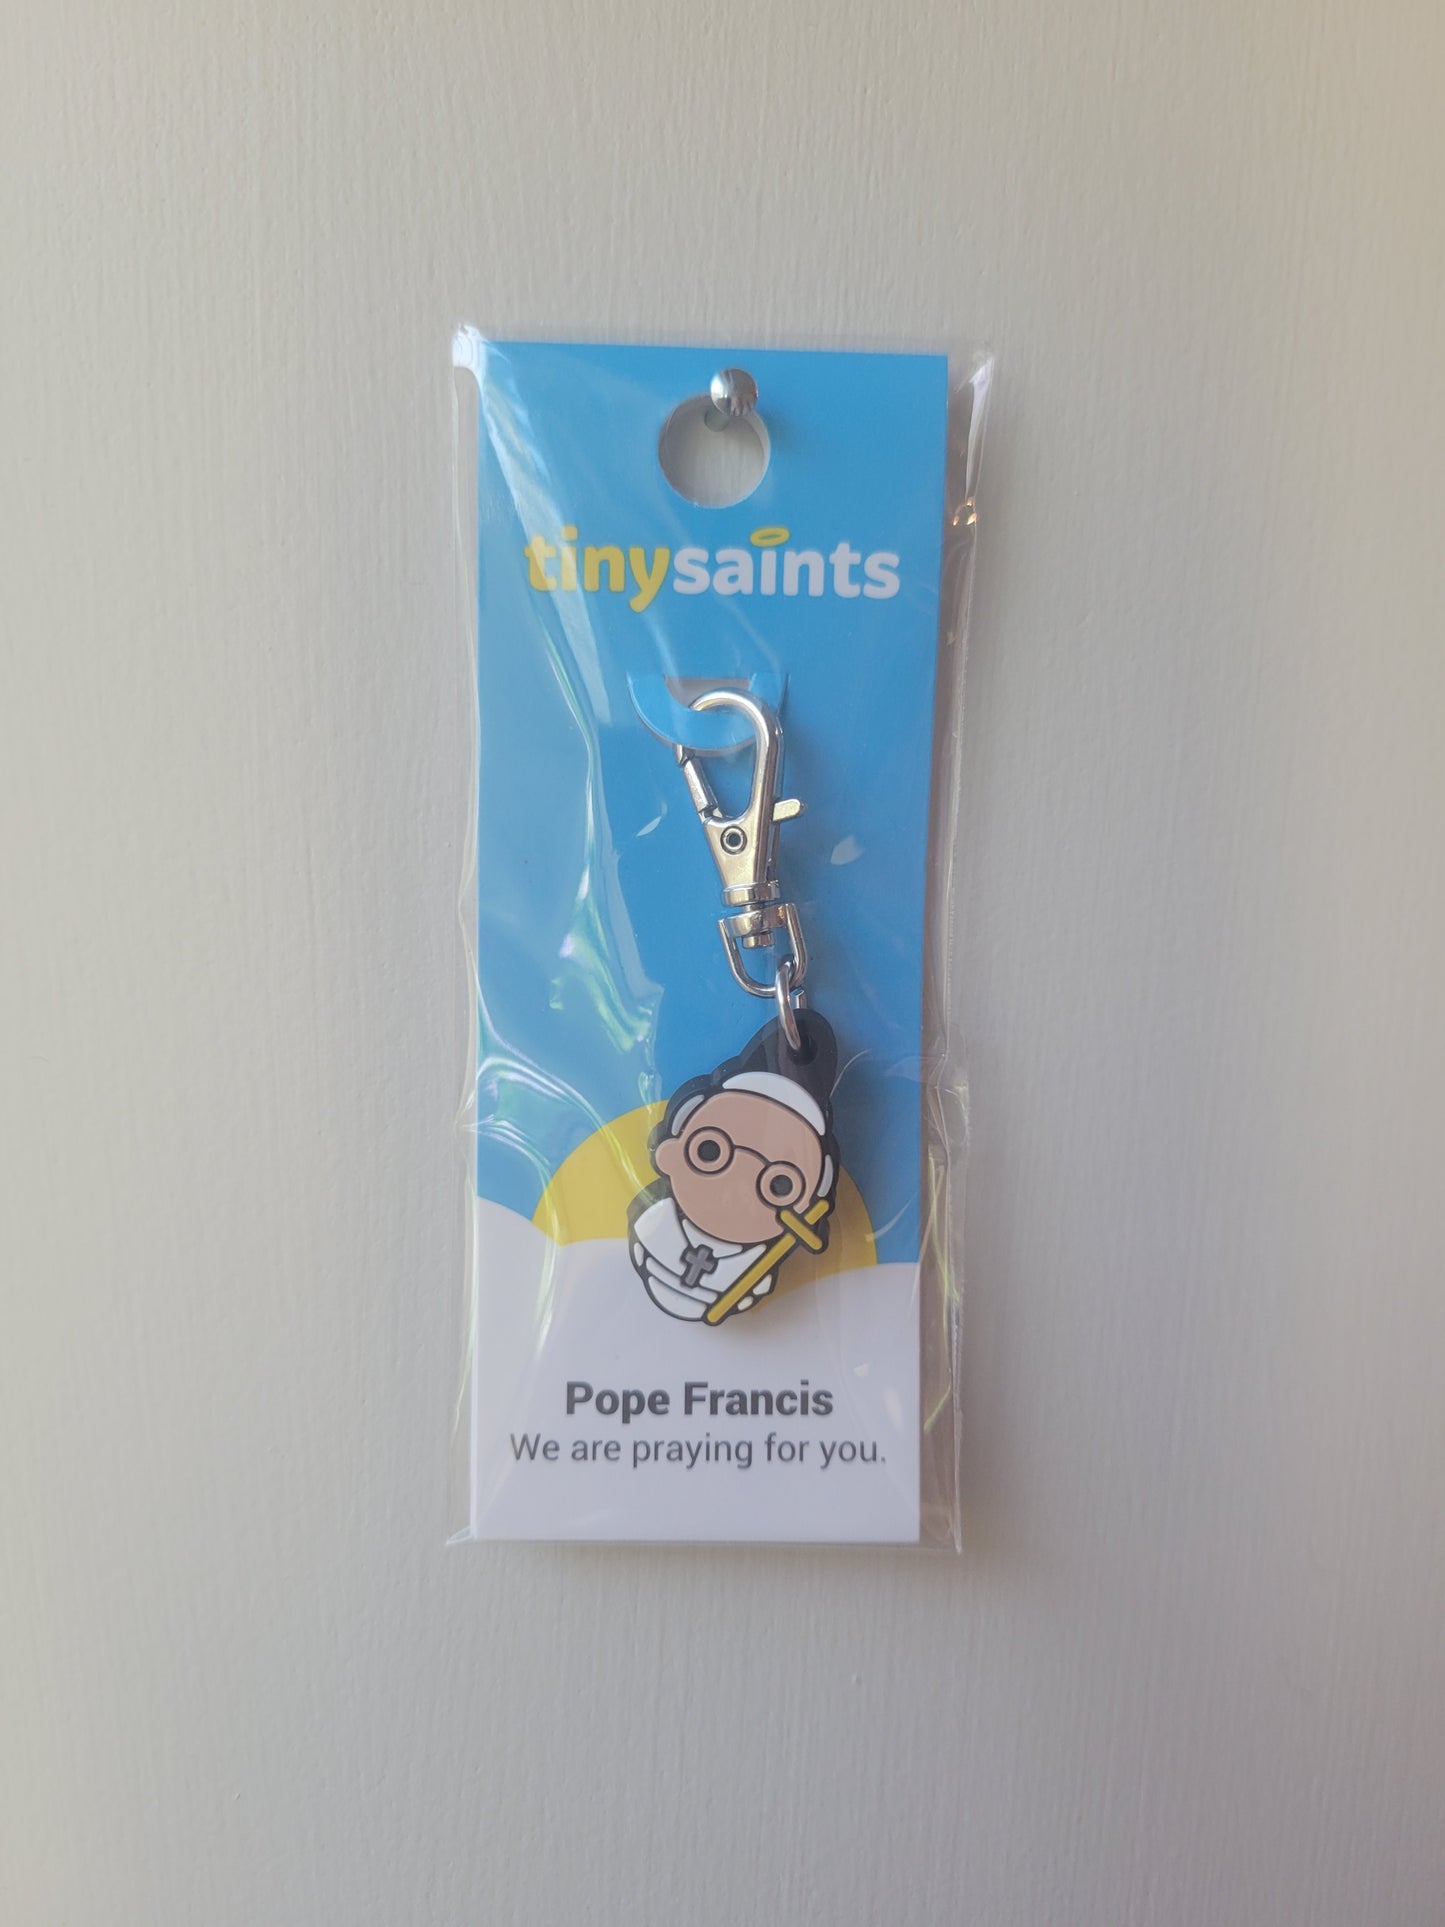 tinysaints
Pope Francis
We are praying for you.